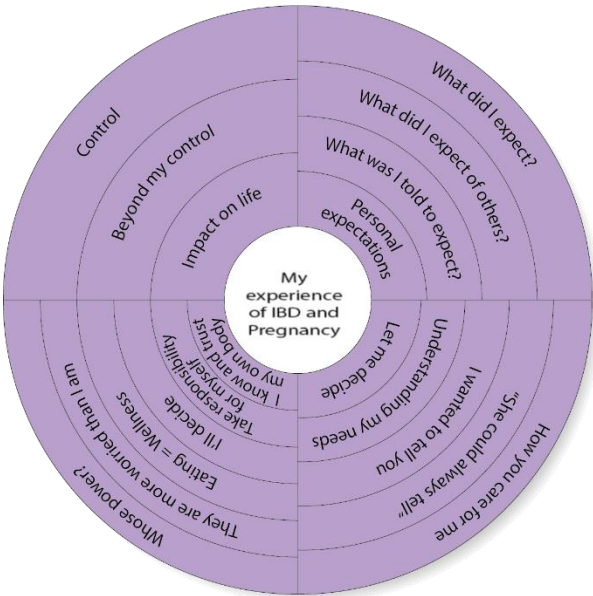 My
experience
of IBD and
Pregnancy
Control
Beyond my control
Impact on life
What did I expect?
What did I expect of others?
What was I told to expect?
Personal
expectations
Let me decide
Understanding my needs
I wanted to tell you
"She could always tell"
How you care for me
I know and trust
my own body
Take responsibility
for myself
I'll decide
Eating = Wellness
They are more worried than I am
Whose power?